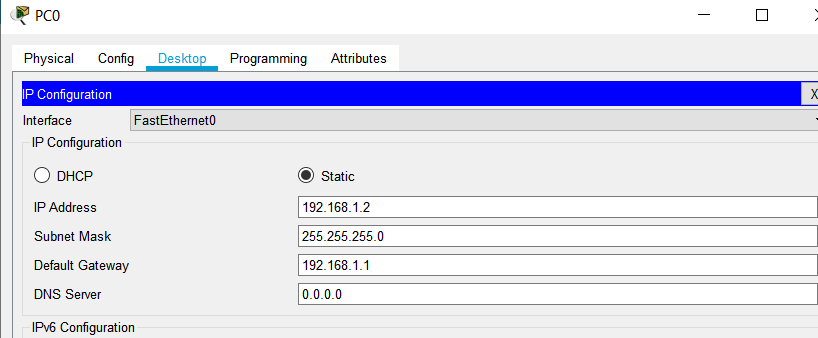 PC0
Physical Config Desktop Programming Attributes
IP Configuration X
Interface FastEthernet0
IP Configuration
DHCP Static
IP Address 192.168.1.2
Subnet Mask 255.255.255.0
Default Gateway 192.168.1.1
DNS Server 0.0.0.0
IPv6 Configuration